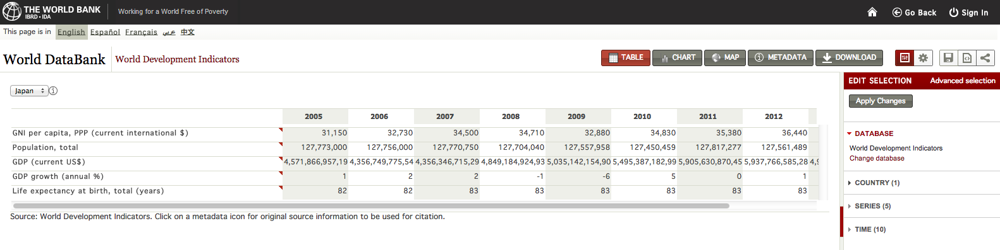 THE WORLD BANK
IBRD • IDA
Working for a World Free of Poverty
Go Back
Sign In
This page is in English Español Français عربي 中文
World DataBank World Development Indicators
TABLE CHART MAP METADATA DOWNLOAD
EDIT SELECTION Advanced selection
Japan
Apply Changes
2005 2006 2007 2008 2009 2010 2011 2012
GNI per capita, PPP (current international $) 31,150 32,730 34,500 34,710 32,880 34,830 35,380 36,440
Population, total 127,773,000 127,756,000 127,770,750 127,704,040 127,557,958 127,450,459 127,817,277 127,561,489
GDP (current US$) 4,571,866,957,19 4,356,749,775,54 4,356,346,715,29 4,849,184,924,93 5,035,142,154,90 5,495,387,182,99 5,905,630,870,45 5,937,766,585,28 4,9
GDP growth (annual %) 1 2 2 -1 -6 5 0 1
Life expectancy at birth, total (years) 82 82 83 83 83 83 83 83
Source: World Development Indicators. Click on a metadata icon for original source information to be used for citation.
DATABASE
World Development Indicators
Change database
COUNTRY (1)
SERIES (5)
TIME (10)